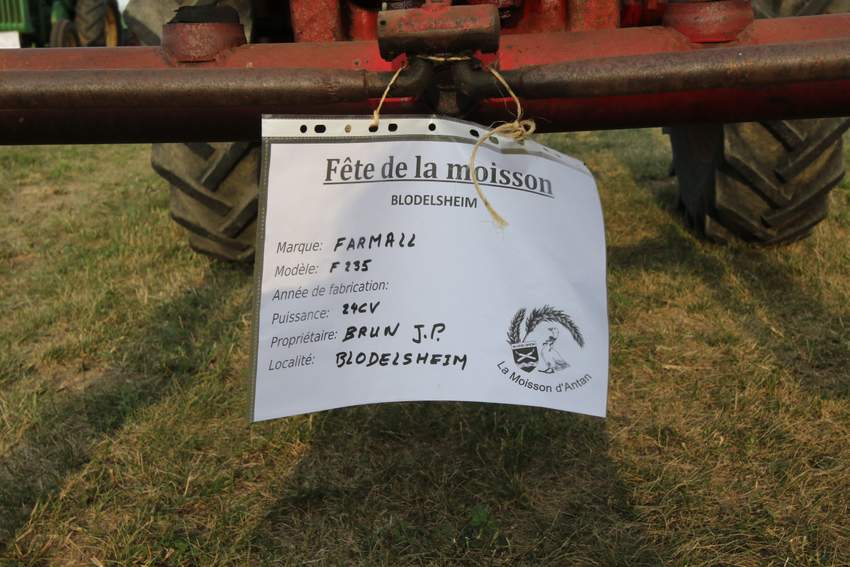 Fête de la moisson
BLODELSHEIM
Marque: FARMALL
Modèle: F 235
Année de fabrication:
Puissance: 24CV
Propriétaire: BRUN J.P.
Localité: BLODELSHEIM
La Moisson d'Antan